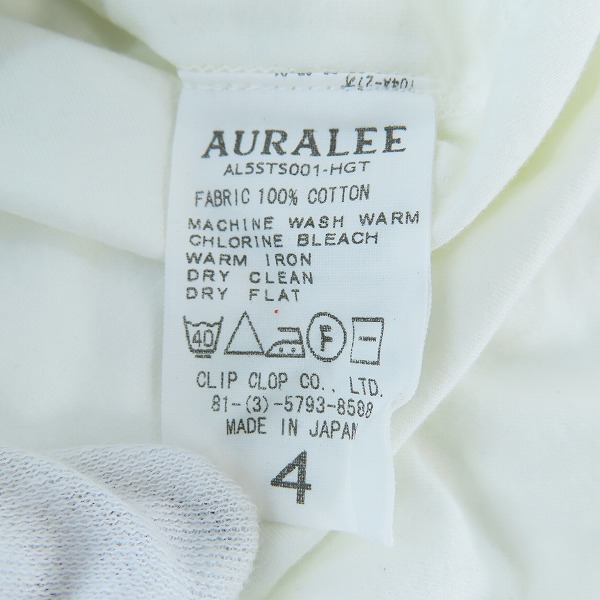 AURALEE
AL5STS001-HGT
FABRIC 100% COTTON
MACHINE WASH WARM
CHLORINE BLEACH
WARM IRON
DRY CLEAN
DRY FLAT
40 F
CLIP CLOP CO., LTD.
81-(3)-5793-8588
MADE IN JAPAN
4